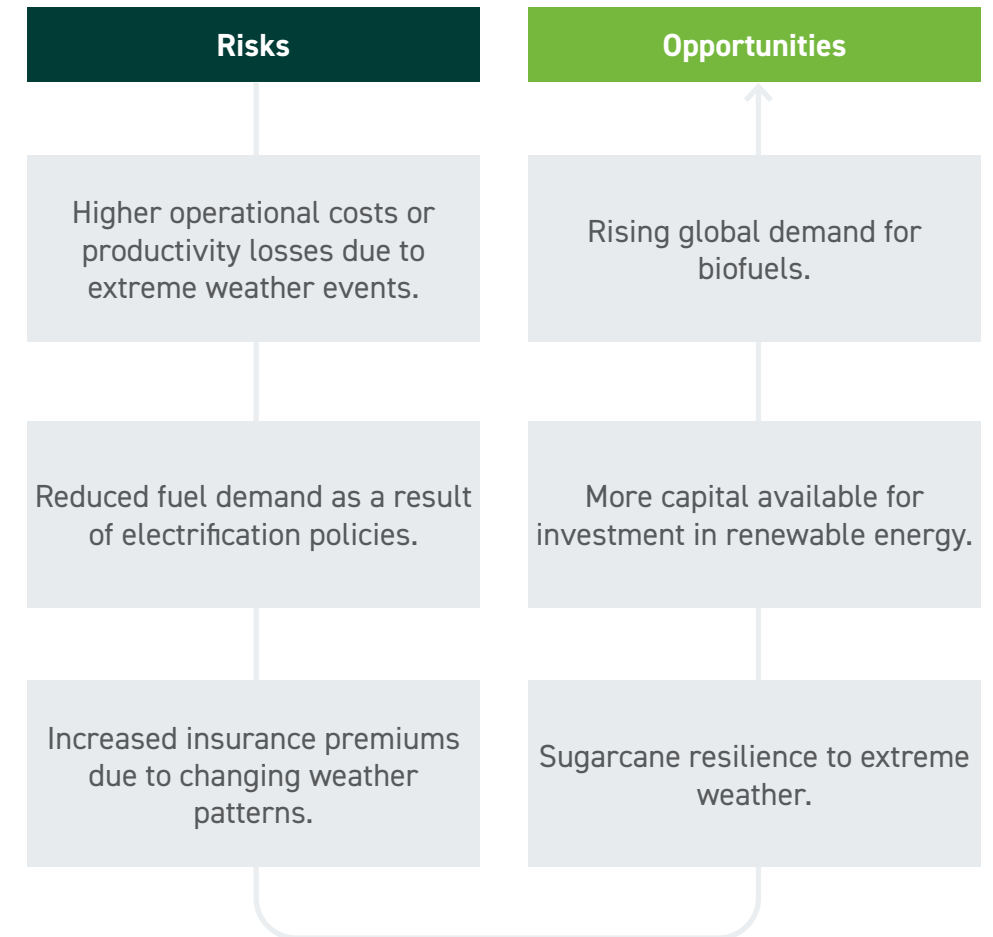 Risks
Higher operational costs or
productivity losses due to
extreme weather events.
Reduced fuel demand as a result
of electrification policies.
Increased insurance premiums
due to changing weather
patterns.
Opportunities
Rising global demand for
biofuels.
More capital available for
investment in renewable energy.
Sugarcane resilience to extreme
weather.